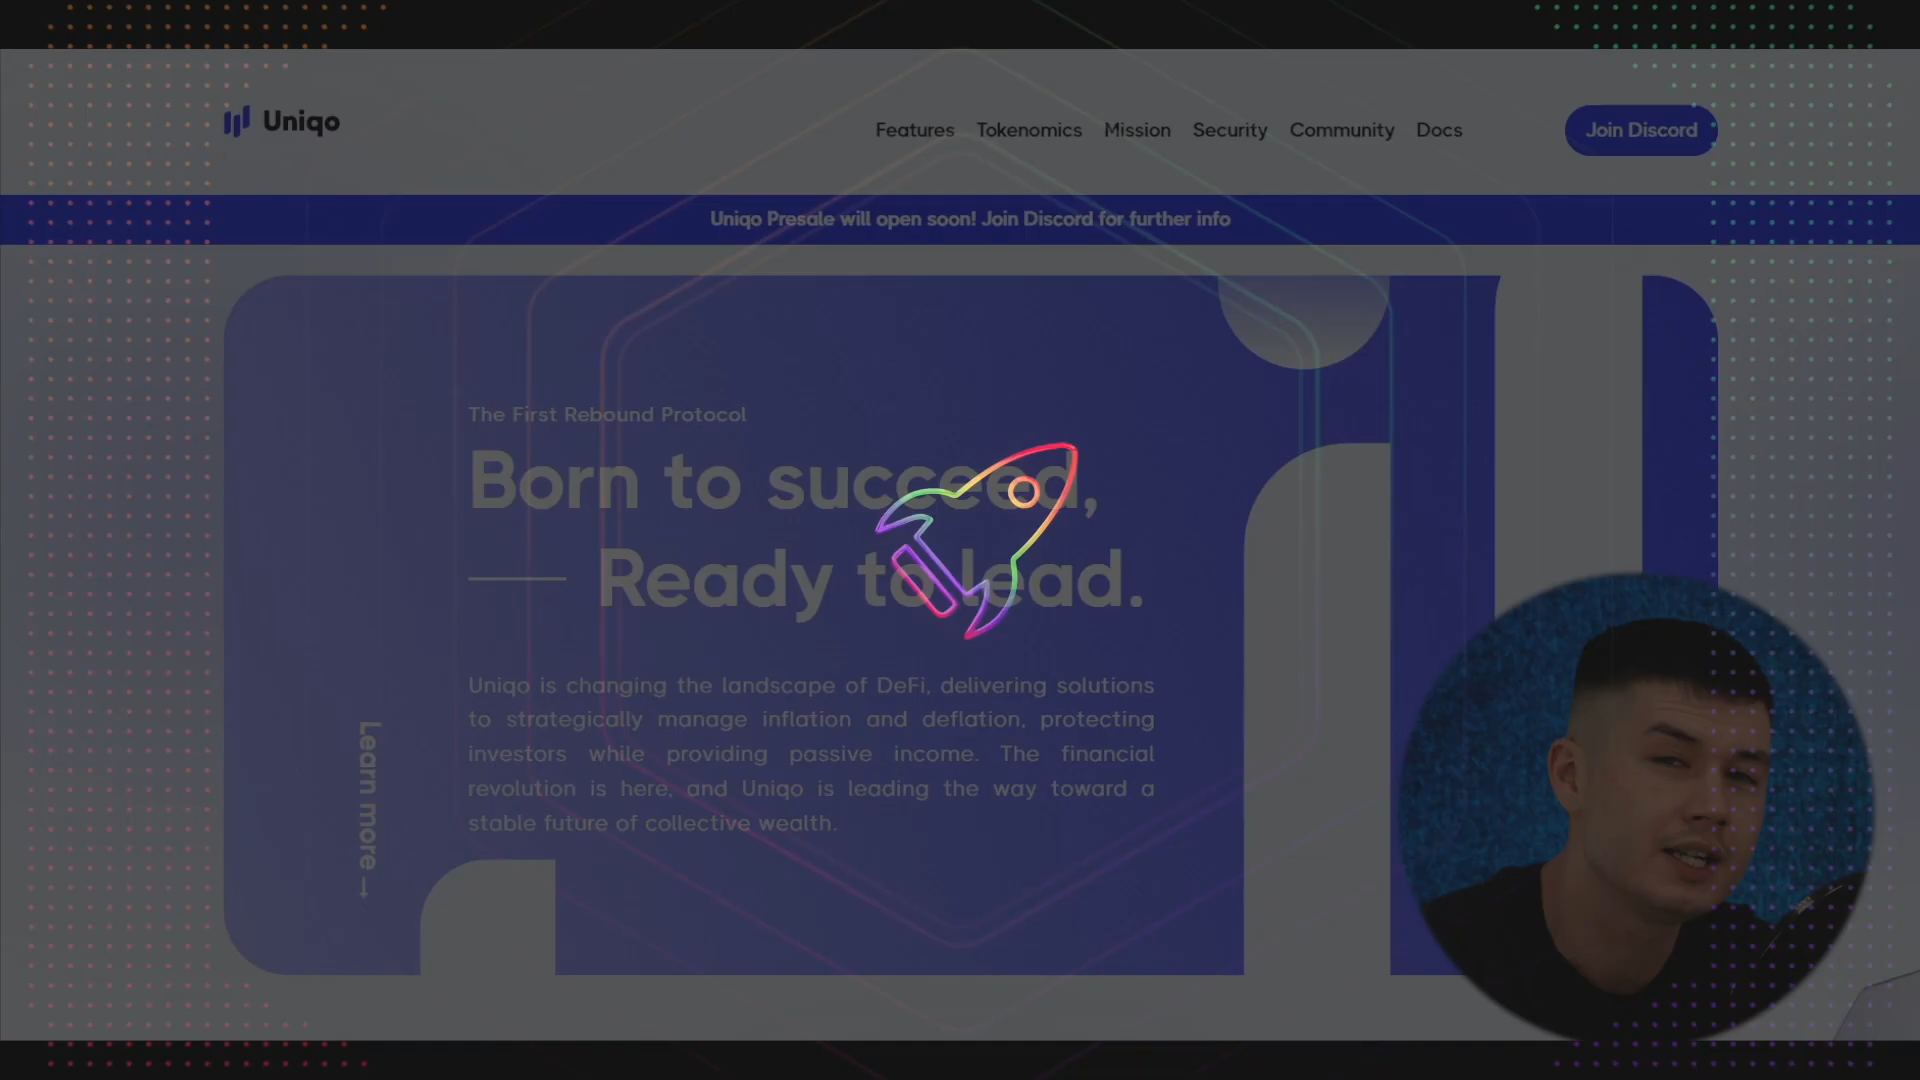 Uniqo
Features Tokenomics Mission Security Community Docs
Join Discord
Uniqo Presale will open soon! Join Discord for further info
The First Rebound Protocol
Born to succeed,
Ready to lead.
Uniqo is changing the landscape of DeFi, delivering solutions
to strategically manage inflation and deflation, protecting
investors while providing passive income. The financial
revolution is here, and Uniqo is leading the way toward a
stable future of collective wealth.
Learn more →